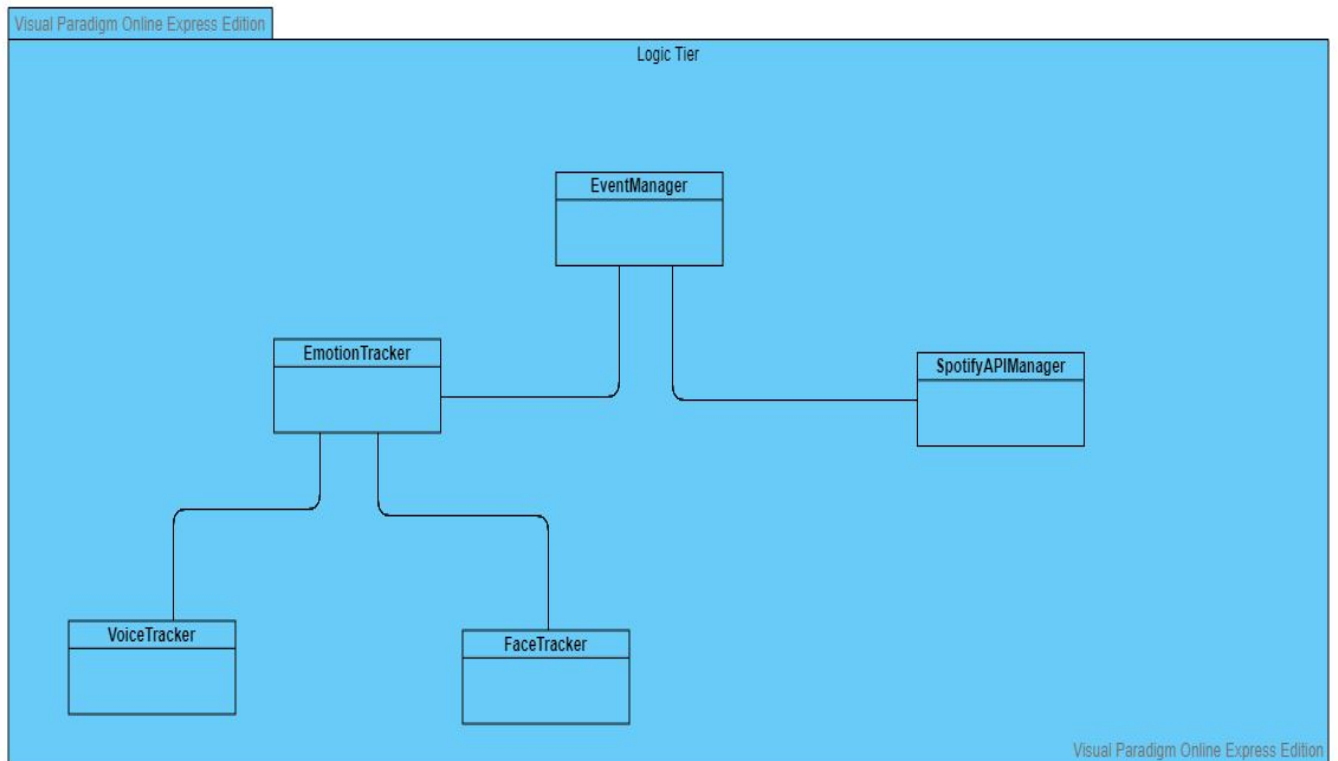 Visual Paradigm Online Express Edition
Logic Tier
EventManager
EmotionTracker
SpotifyAPIManager
VoiceTracker
FaceTracker
Visual Paradigm Online Express Edition